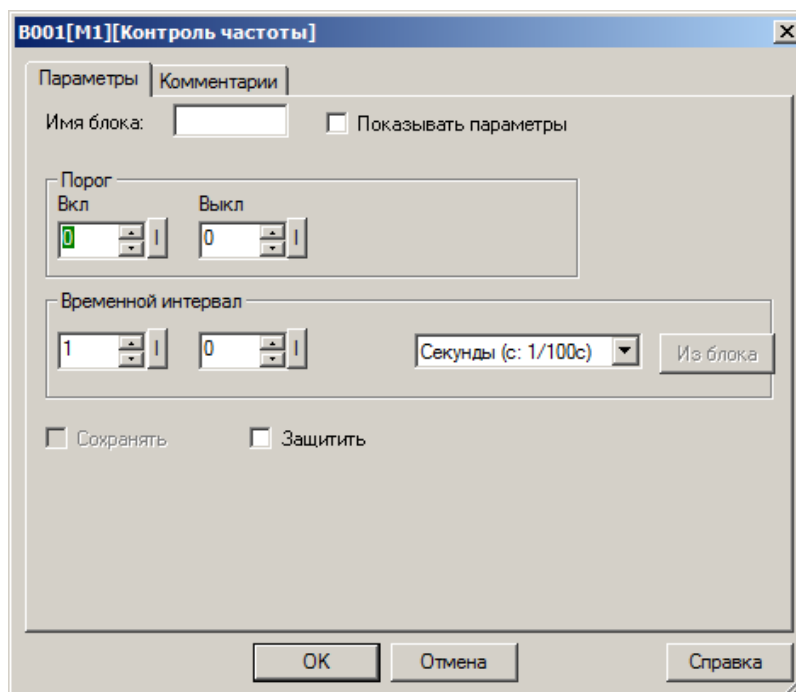 B001[M1][Контроль частоты]
Параметры Комментарии
Имя блока: Показывать параметры
Порог
Вкл Выкл
0 0
Временной интервал
1 0 Секунды (с: 1/100с) Из блока
Сохранять Защитить
OK Отмена Справка